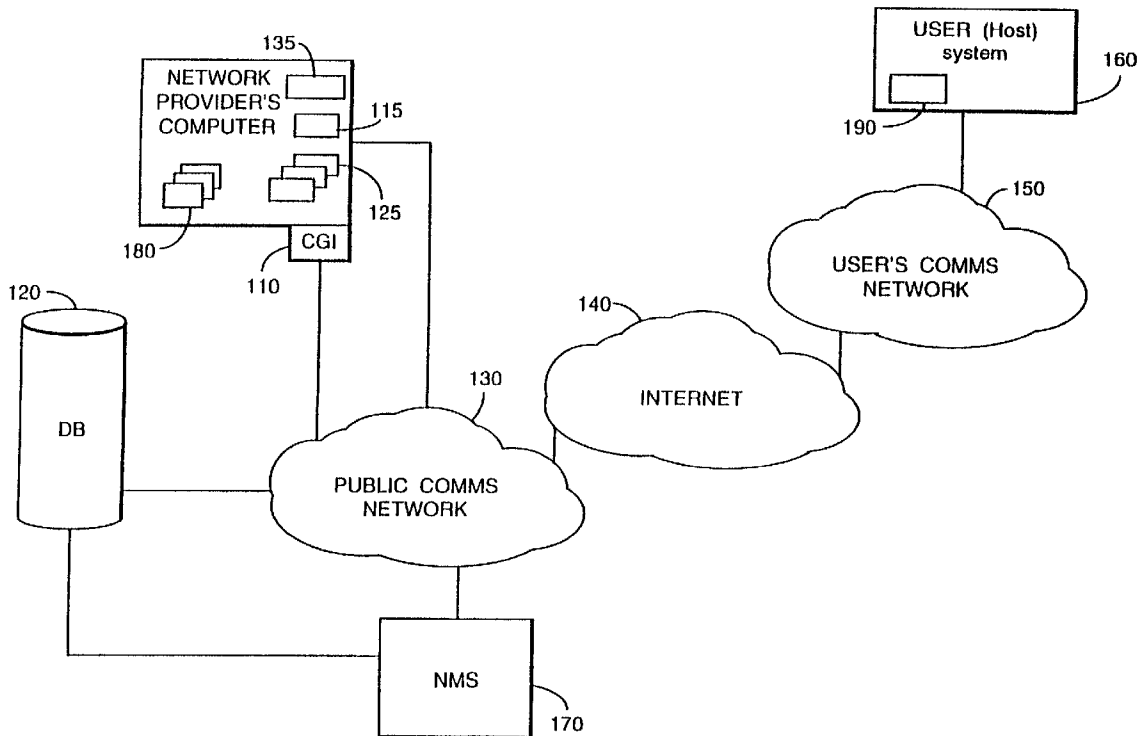 USER (Host)
system
160
190
135
NETWORK
PROVIDER'S
COMPUTER
115
125
180
CGI
110
150
USER'S COMMS
NETWORK
120
DB
140
INTERNET
130
PUBLIC COMMS
NETWORK
NMS
170